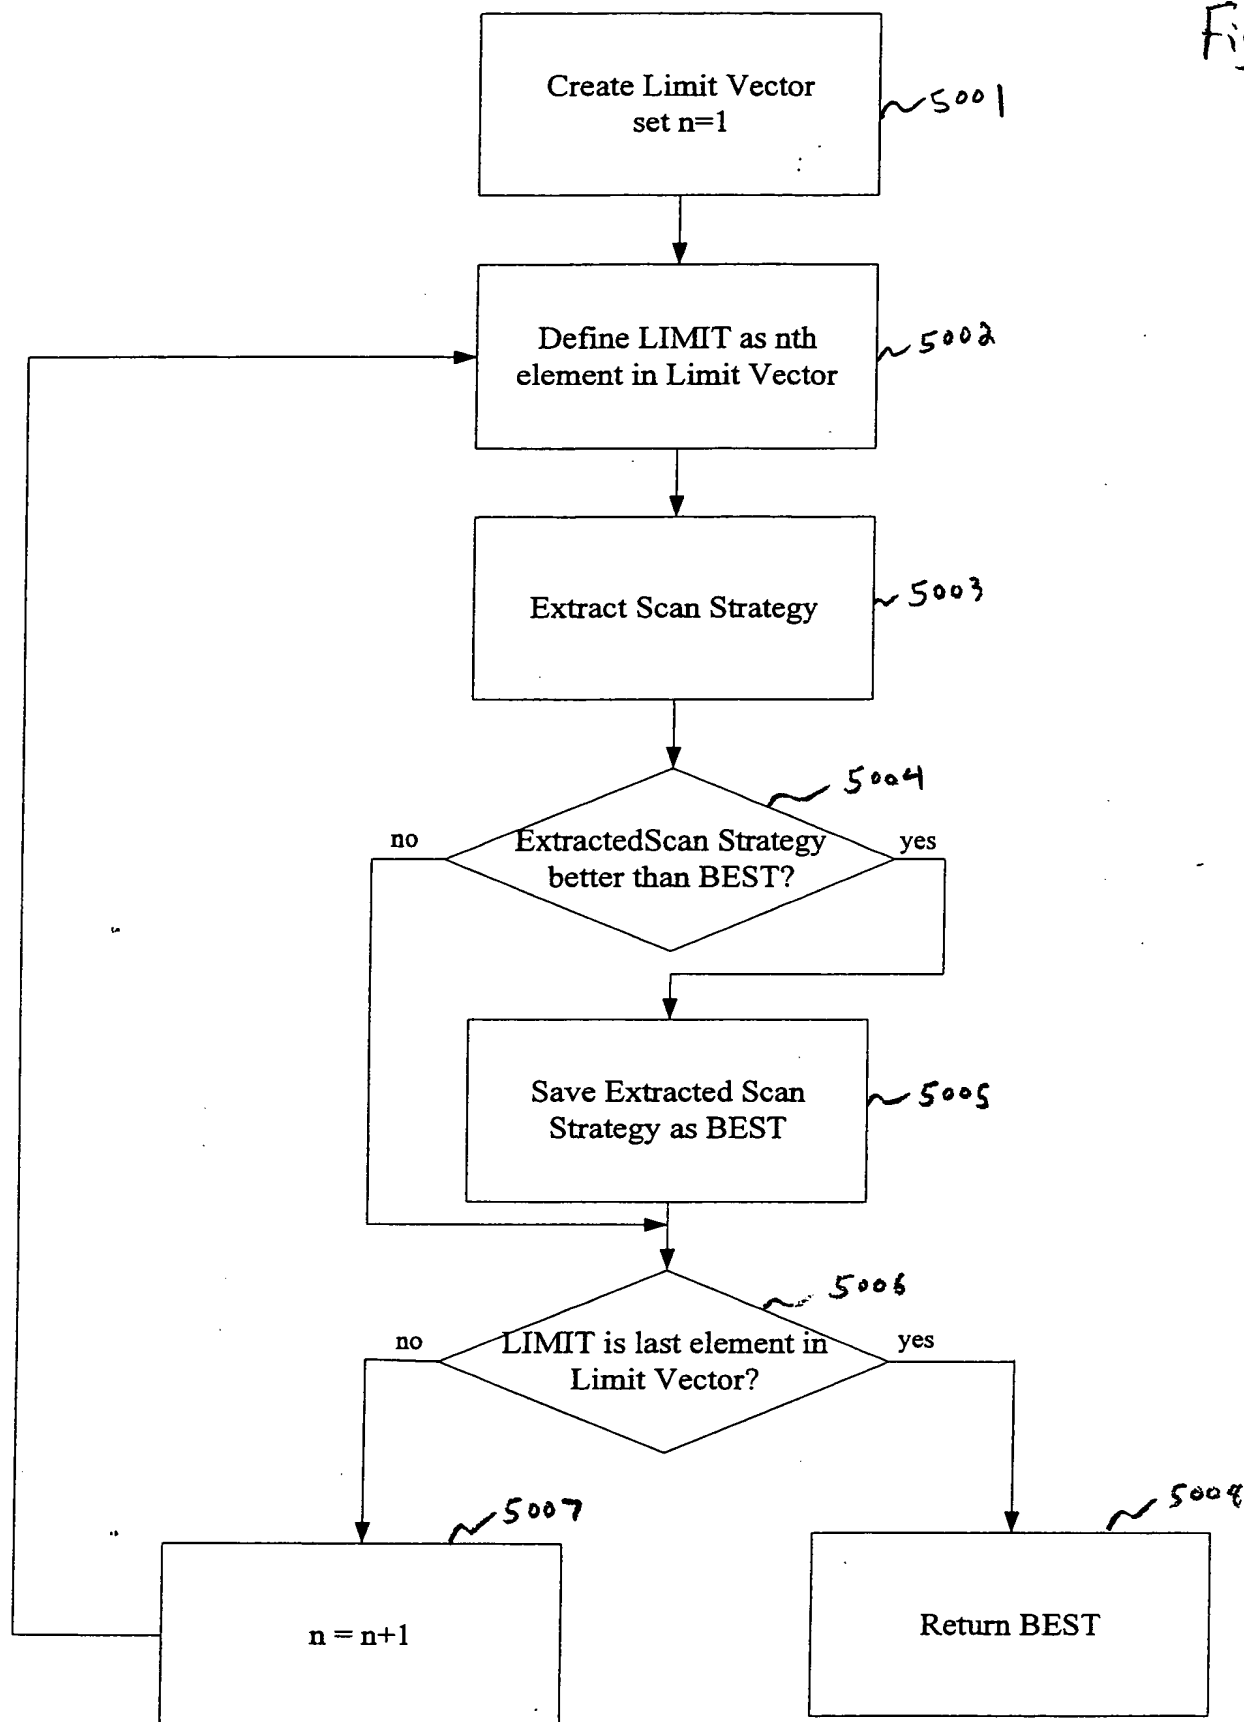 Fig
Create Limit Vector
set n=1
5001
Define LIMIT as nth
element in Limit Vector
5002
Extract Scan Strategy
5003
5004
no
ExtractedScan Strategy
better than BEST?
yes
Save Extracted Scan
Strategy as BEST
5005
5006
no
LIMIT is last element in
Limit Vector?
yes
5007
5008
n = n+1
Return BEST